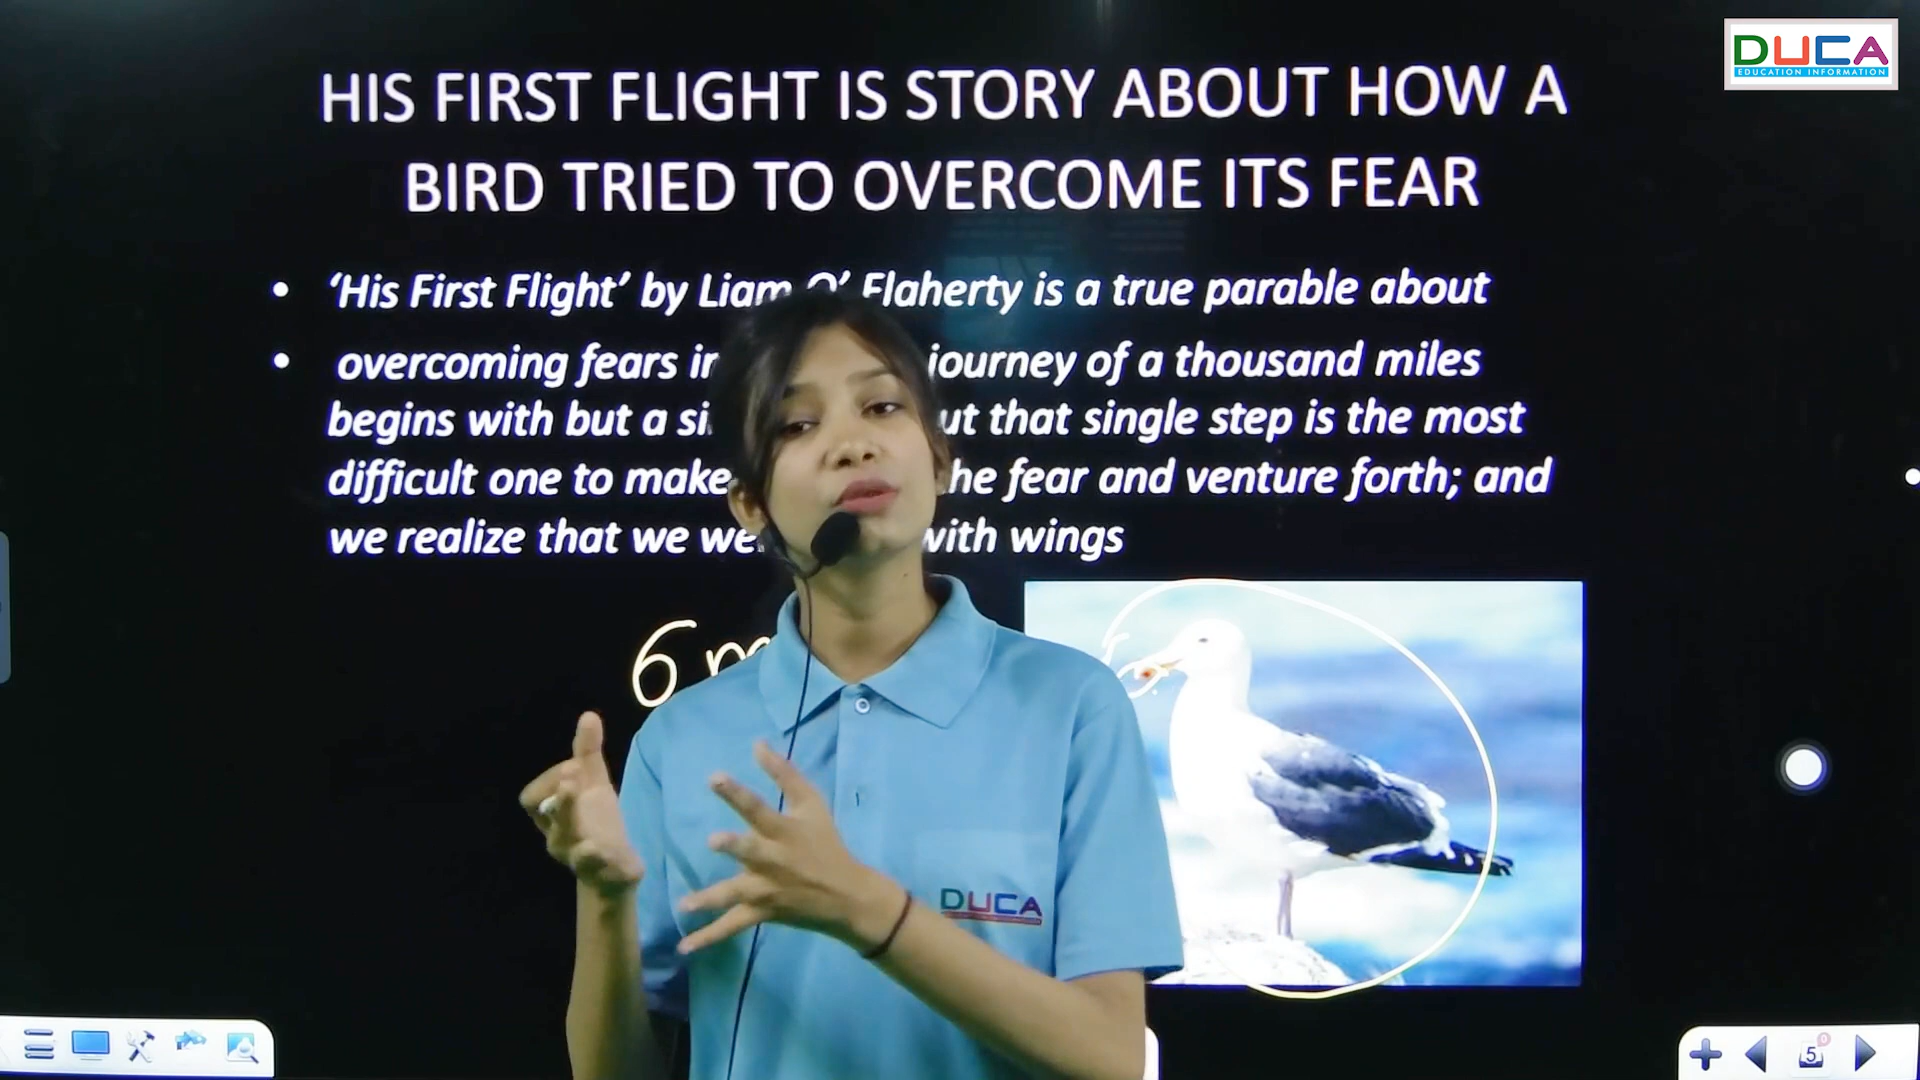 DUCA
EDUCATION INFORMATION
HIS FIRST FLIGHT IS STORY ABOUT HOW A
BIRD TRIED TO OVERCOME ITS FEAR
• ‘His First Flight’ by Liam O’ Flaherty is a true parable about
• overcoming fears journey of a thousand miles
begins with but a that single step is the most
difficult one to make fear and venture forth; and
we realize that we with wings
6
DUCA
5
0